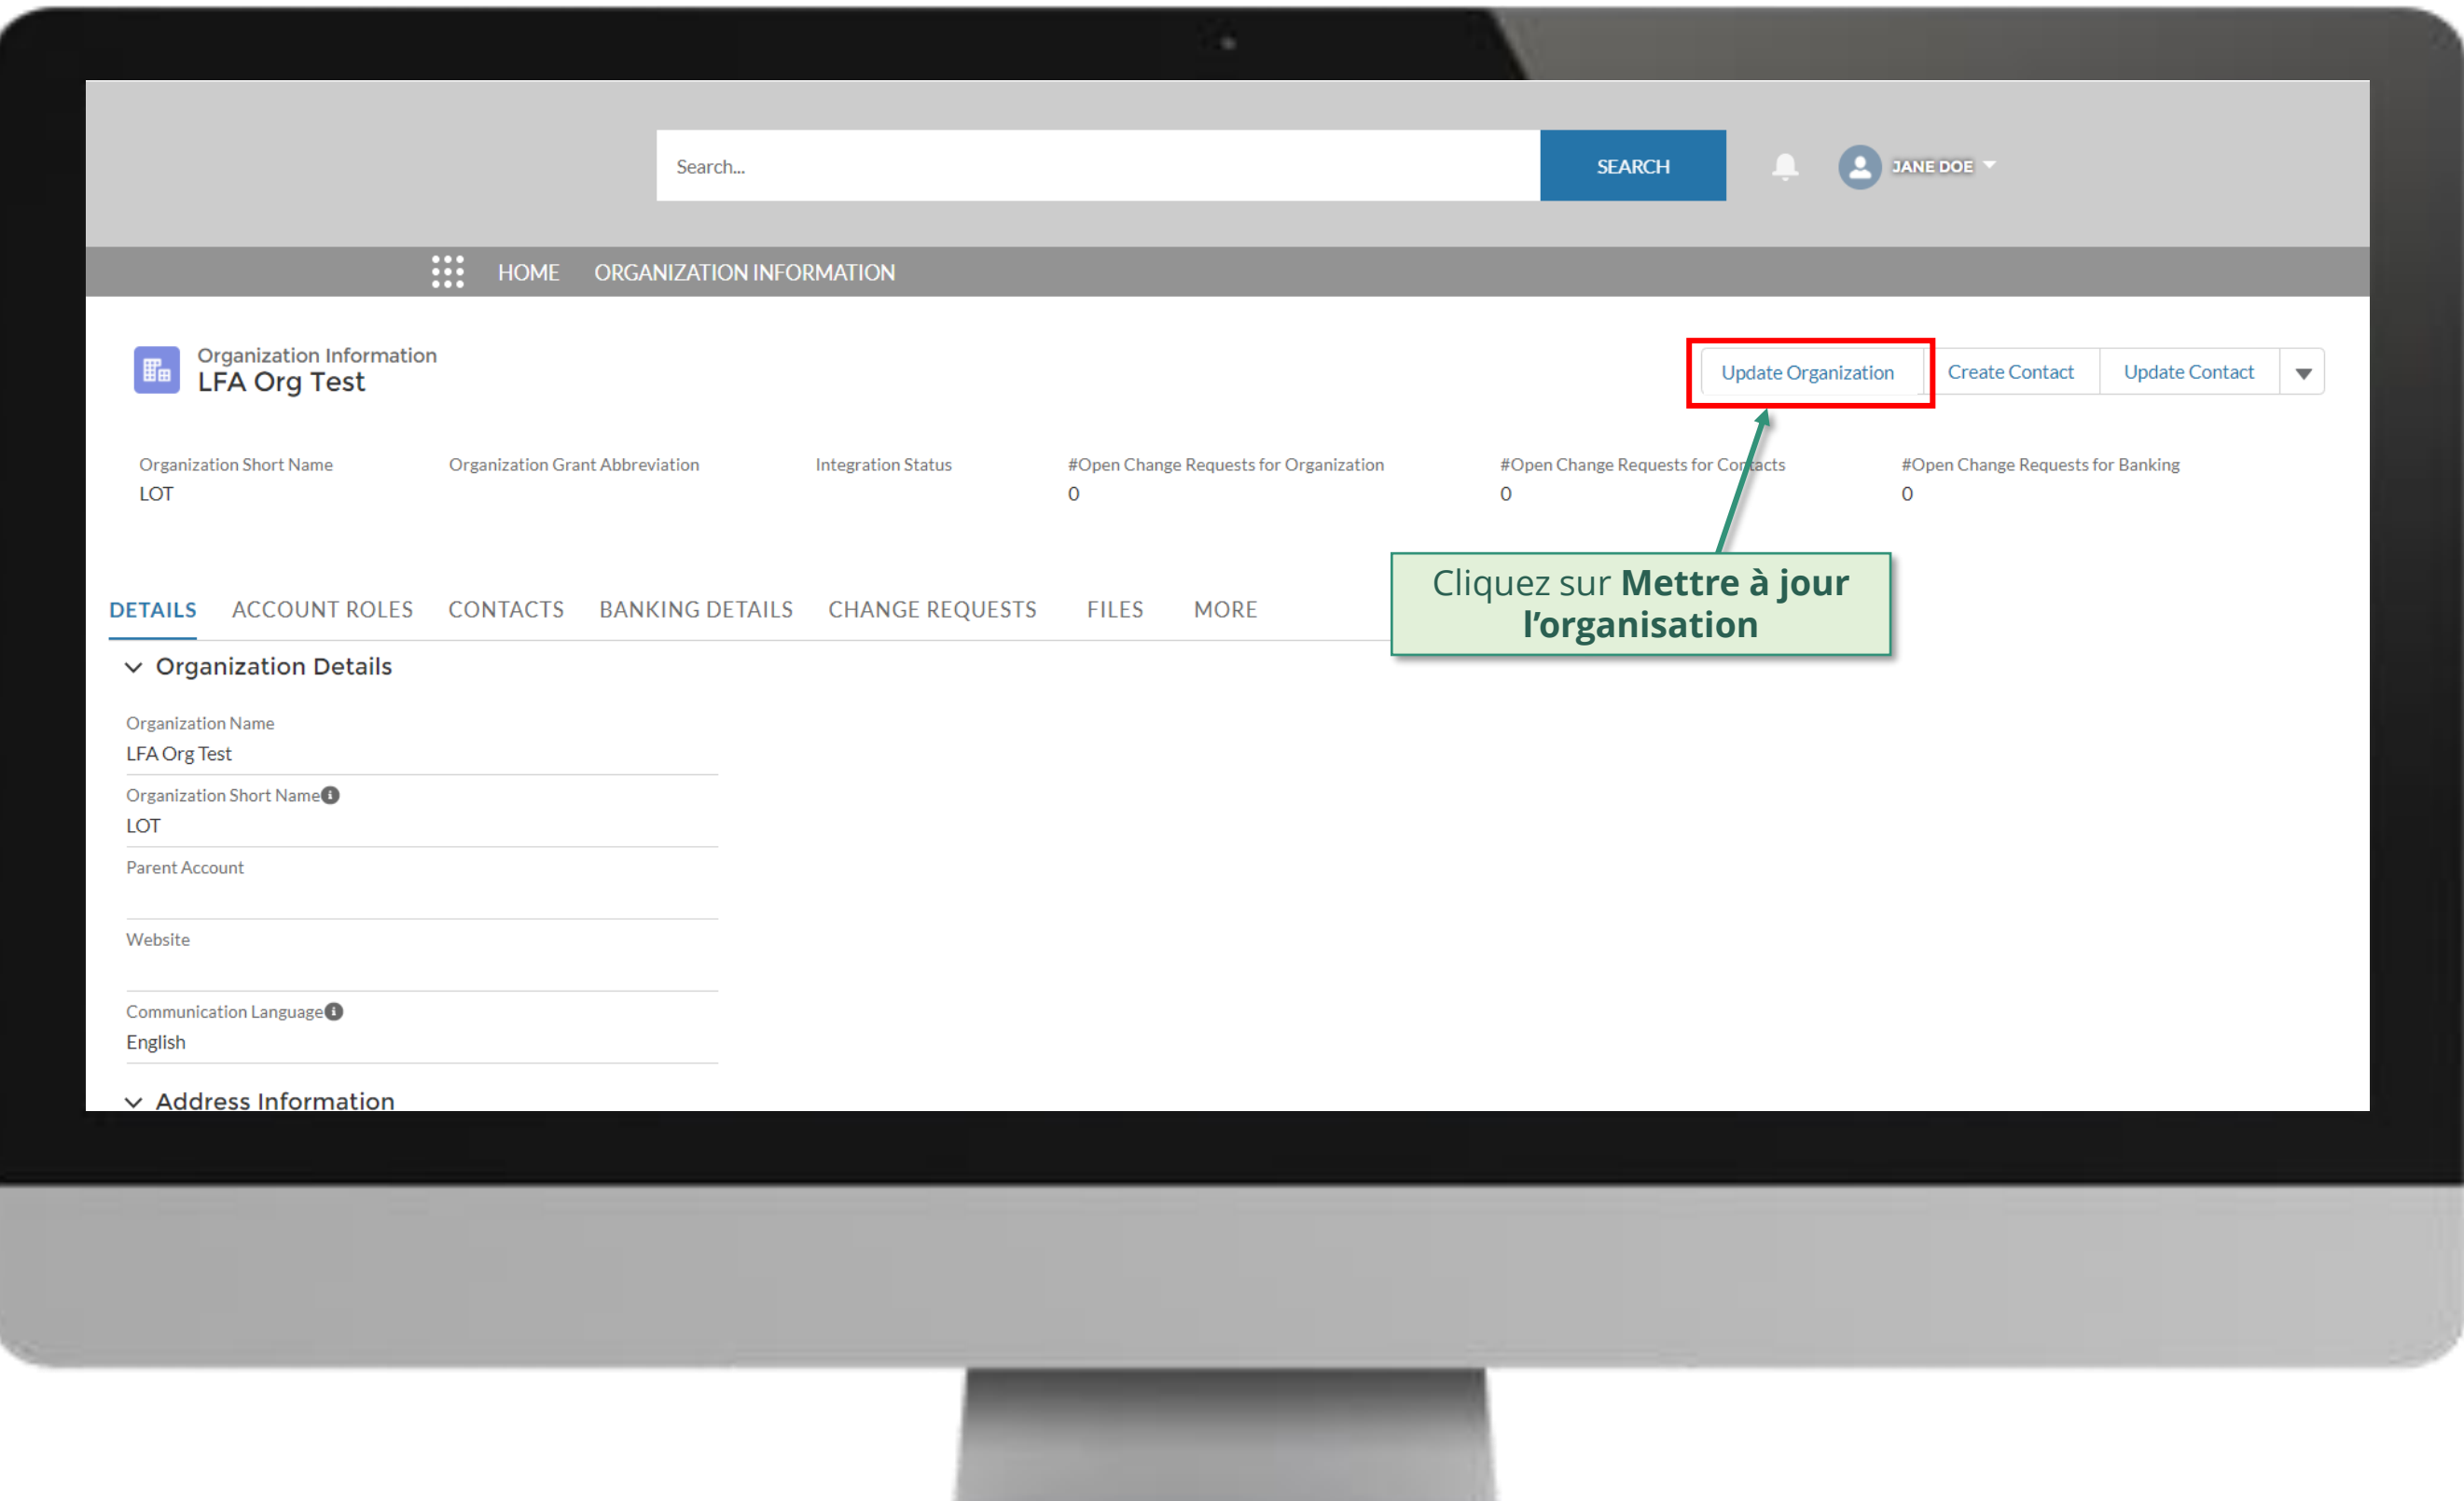 Search...
SEARCH
JANE DOE
HOME ORGANIZATION INFORMATION
Organization Information
LFA Org Test
Update Organization Create Contact Update Contact
Organization Short Name Organization Grant Abbreviation Integration Status #Open Change Requests for Organization #Open Change Requests for Contacts #Open Change Requests for Banking
LOT 0 0 0
Cliquez sur Mettre à jour
l’organisation
DETAILS ACCOUNT ROLES CONTACTS BANKING DETAILS CHANGE REQUESTS FILES MORE
Organization Details
Organization Name
LFA Org Test
Organization Short Name
LOT
Parent Account
Website
Communication Language
English
Address Information